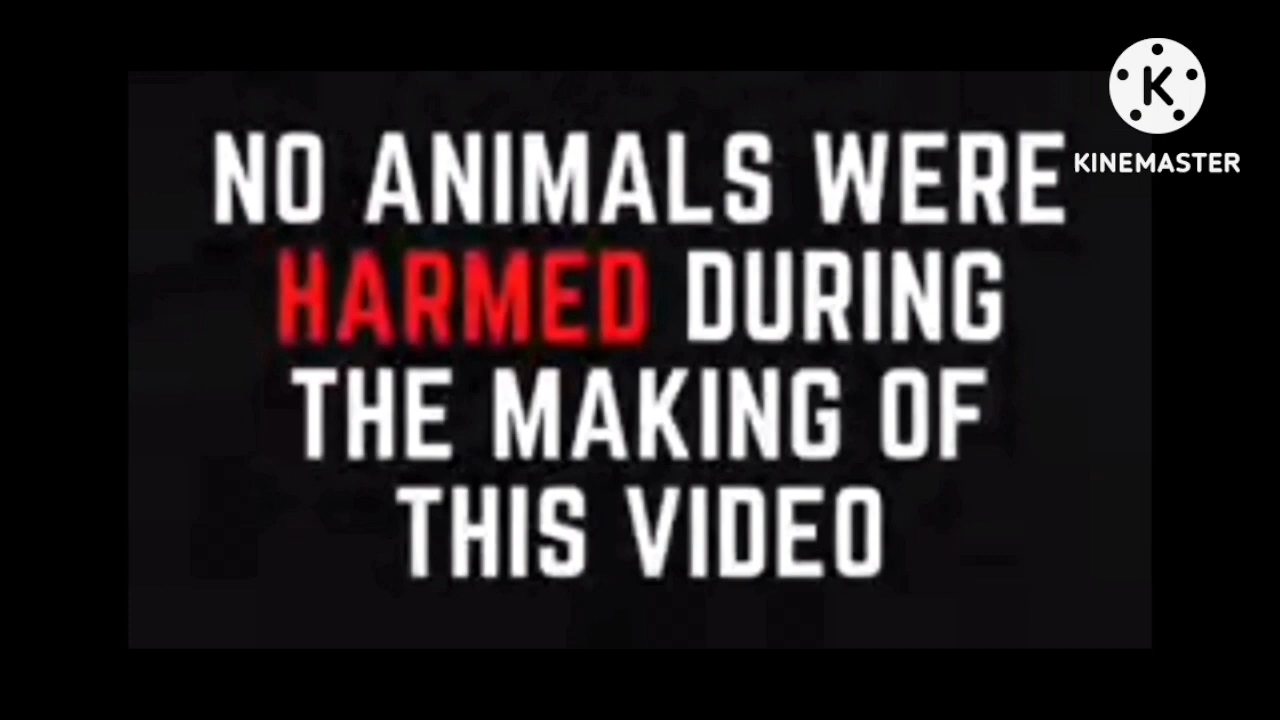 NO ANIMALS WERE
HARMED DURING
THE MAKING OF
THIS VIDEO
K
KINEMASTER